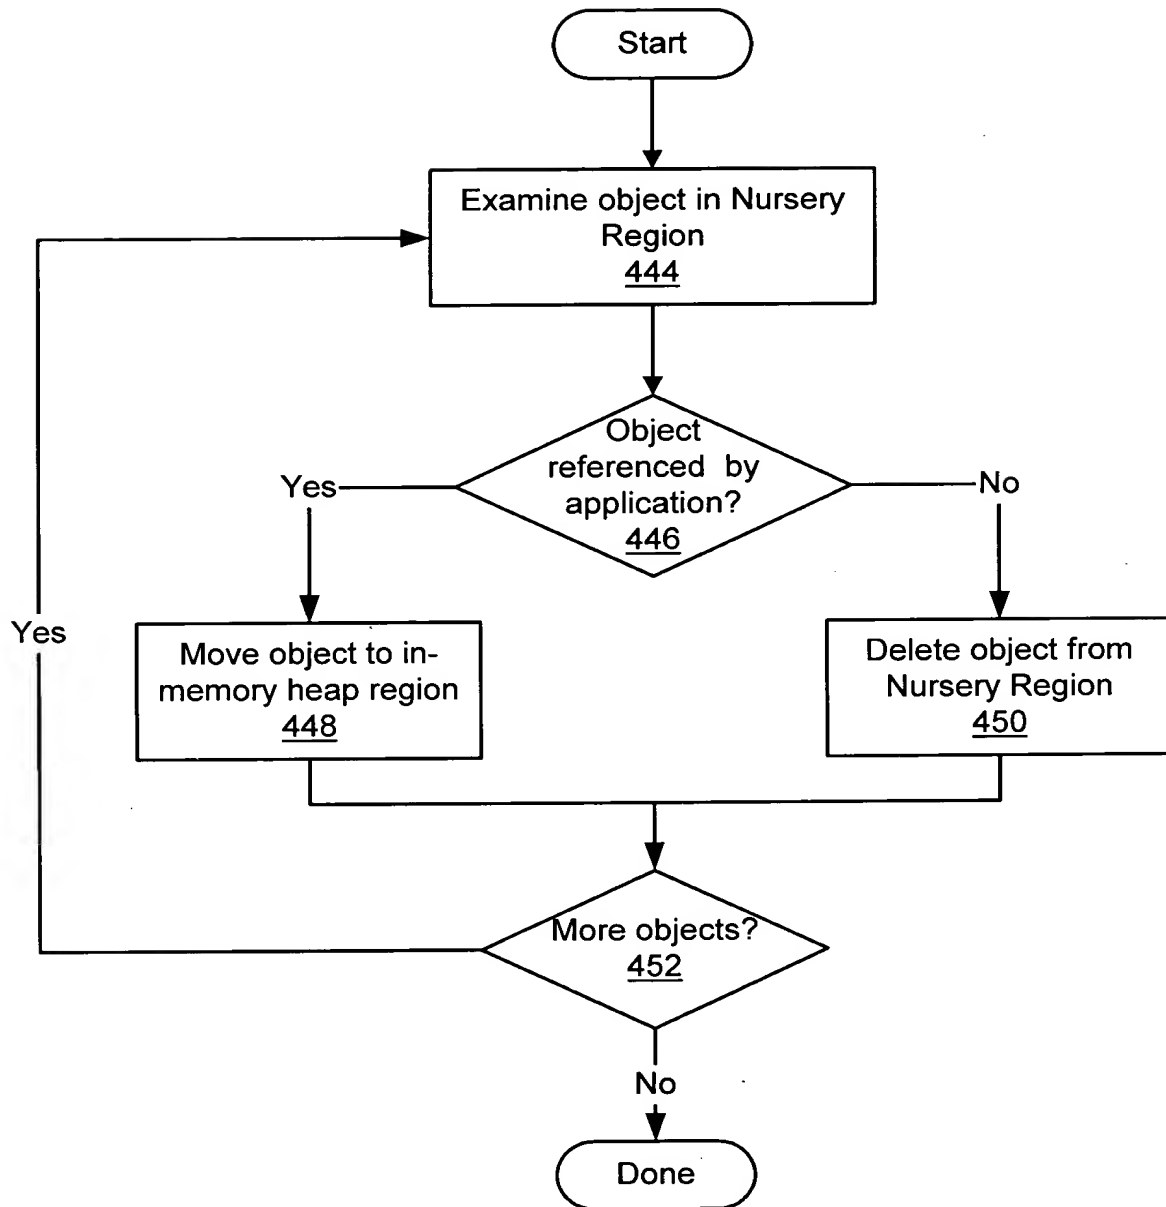 Start
Examine object in Nursery
Region
444
Object
referenced by
application?
446
Yes
No
Yes
Move object to in-
memory heap region
448
Delete object from
Nursery Region
450
More objects?
452
No
Done